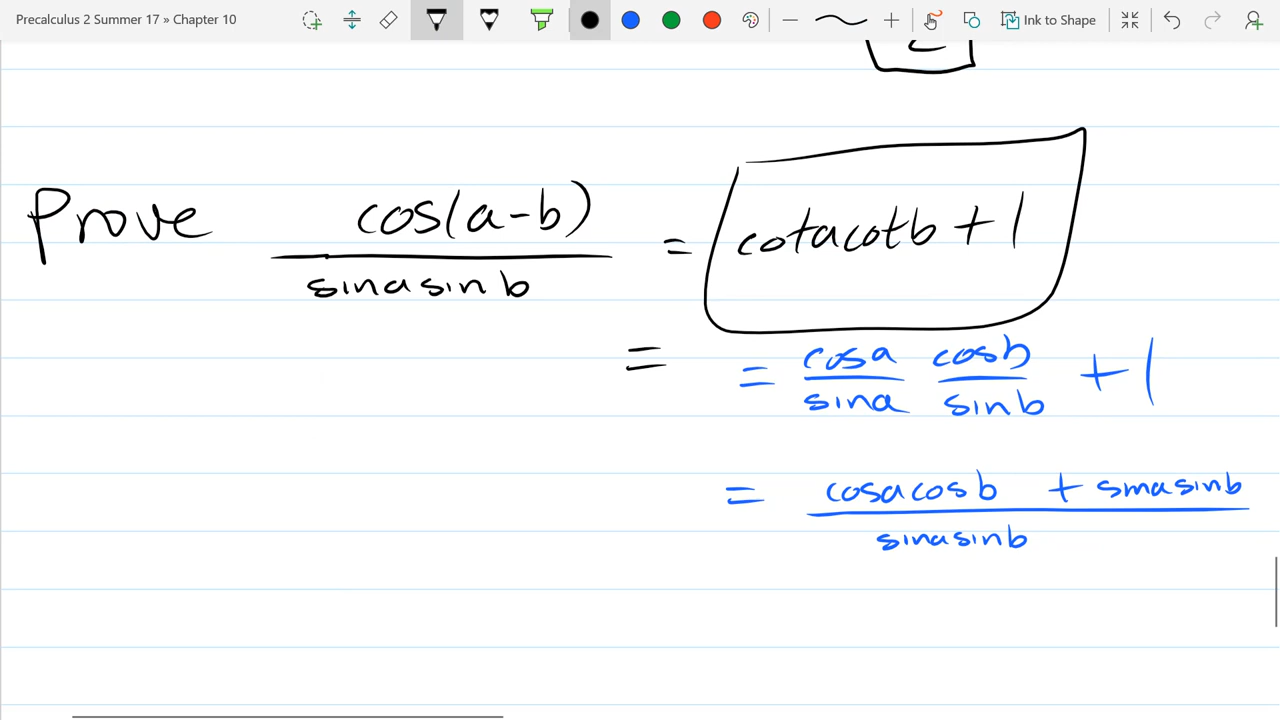 Precalculus 2 Summer 17 » Chapter 10
Ink to Shape
Prove cos(a-b) / sinasinb = cotacotb + 1
=
= cosa/sina cosb/sinb + 1
= cosacosb + sinasinb / sinasinb